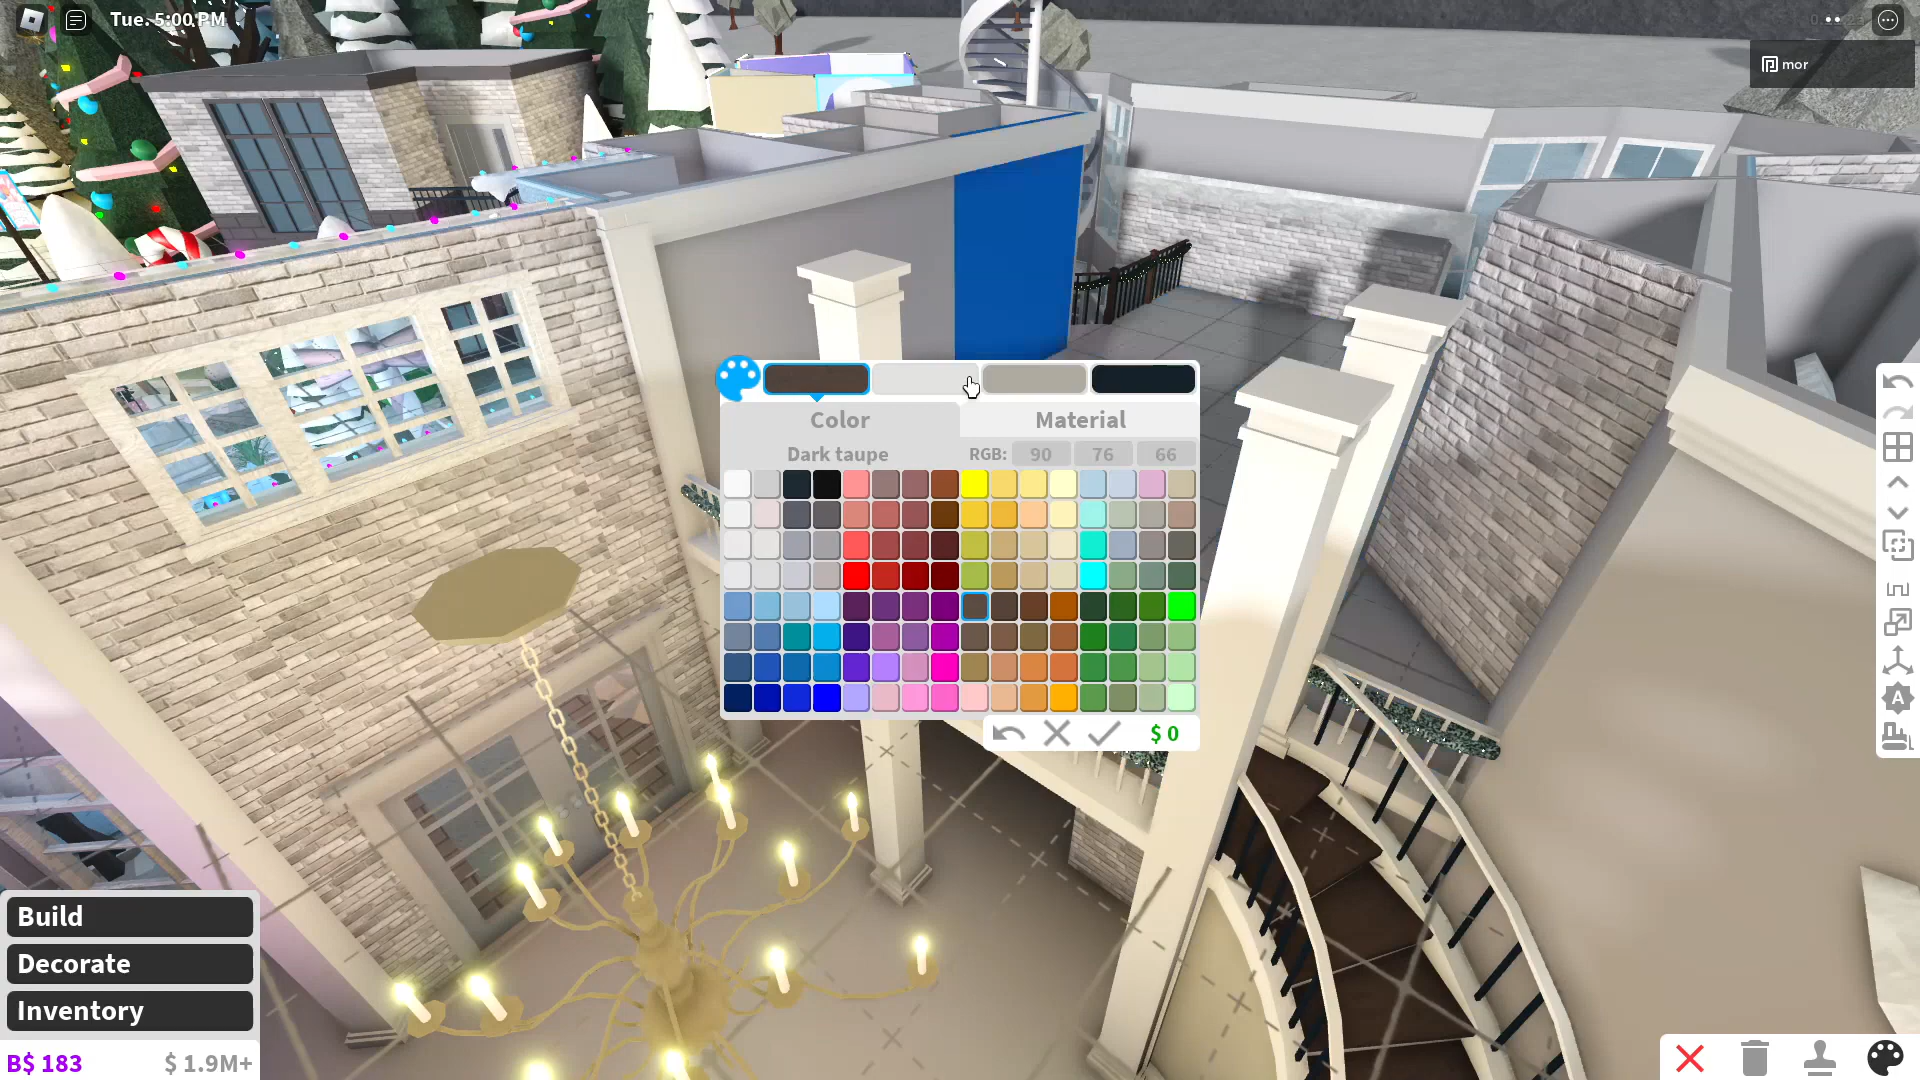 Tue. 5:00 PM
mor
Color
Material
Dark taupe
RGB: 90 76 66
$ 0
A
Build
Decorate
Inventory
B$ 183
$ 1.9M+